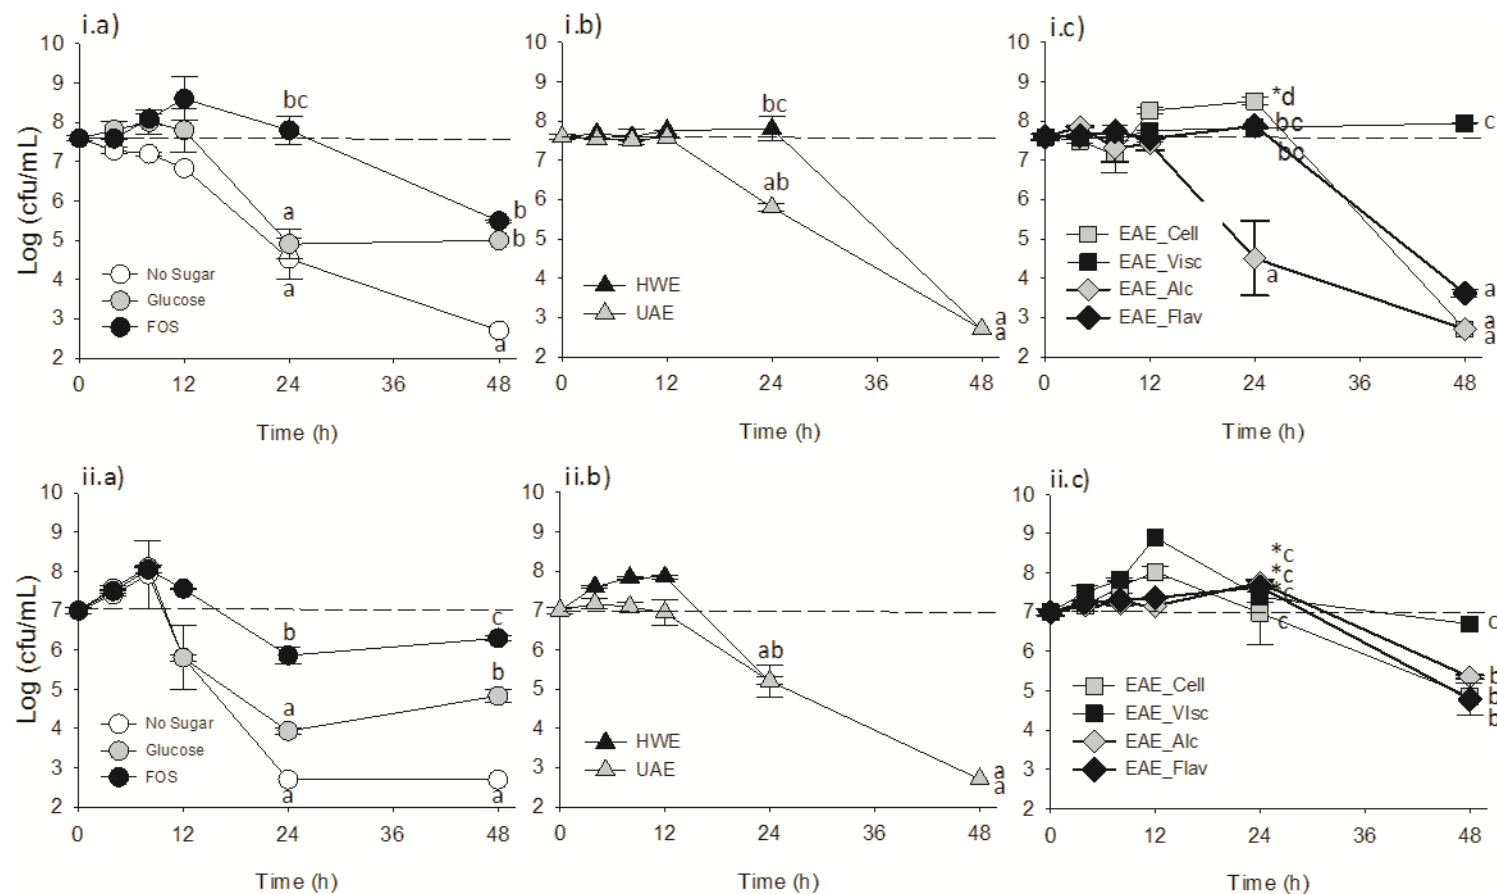 i.a)
10
9
8
7
6
5
4
3
2
Log (cfu/mL)
bc
a
a
b
b
a
No Sugar
Glucose
FOS
0 12 24 36 48
Time (h)
i.b)
10
9
8
7
6
5
4
3
2
bc
ab
a
a
HWE
UAE
0 12 24 36 48
Time (h)
i.c)
10
9
8
7
6
5
4
3
2
*d
bc
bc
c
a
a
a
a
EAE_Cell
EAE_Visc
EAE_Alc
EAE_Flav
0 12 24 36 48
Time (h)
ii.a)
10
9
8
7
6
5
4
3
2
Log (cfu/mL)
b
a
a
c
b
a
No Sugar
Glucose
FOS
0 12 24 36 48
Time (h)
ii.b)
10
9
8
7
6
5
4
3
2
ab
a
a
HWE
UAE
0 12 24 36 48
Time (h)
ii.c)
10
9
8
7
6
5
4
3
2
*c
*c
*c
c
c
b
b
b
EAE_Cell
EAE_VIsc
EAE_Alc
EAE_Flav
0 12 24 36 48
Time (h)